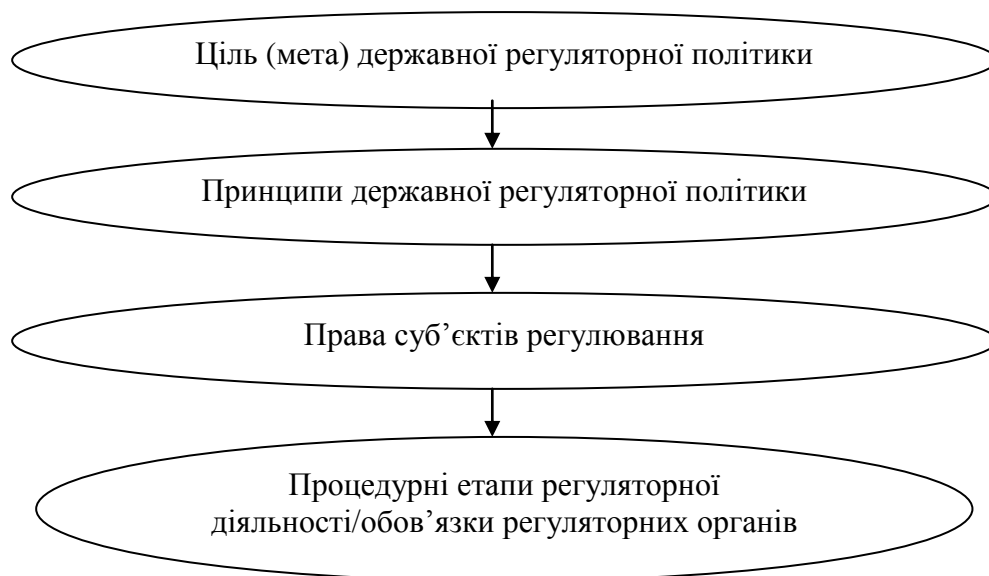 Ціль (мета) державної регуляторної політики
Принципи державної регуляторної політики
Права суб’єктів регулювання
Процедурні етапи регуляторної
діяльності/обов’язки регуляторних органів